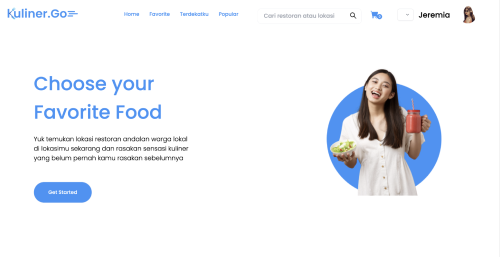 Kuliner.Go
Home Favorite Terdekatku Popular
Cari restoran atau lokasi
Jeremia
Choose your
Favorite Food
Yuk temukan lokasi restoran andalan warga lokal
di lokasimu sekarang dan rasakan sensasi kuliner
yang belum pernah kamu rasakan sebelumnya
Get Started